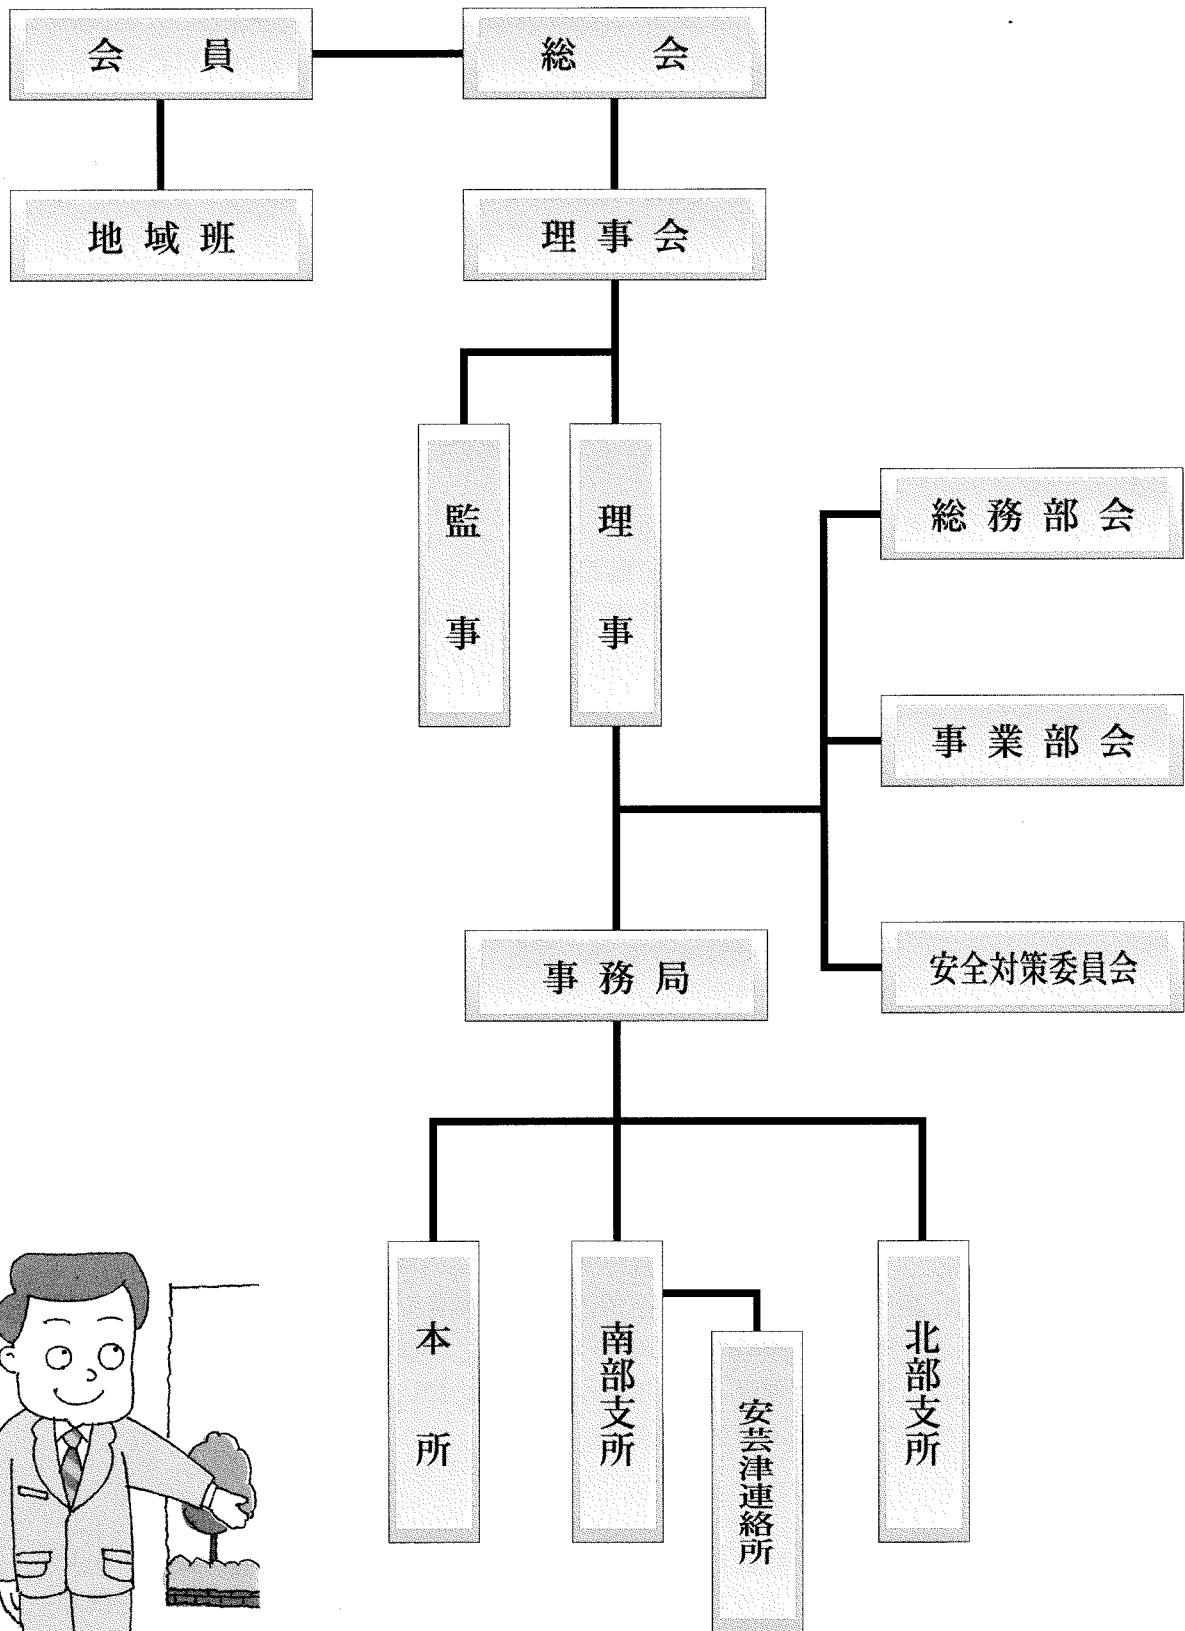 会員
総会
地域班
理事会
監事
理事
総務部会
事業部会
安全対策委員会
事務局
本所
南部支所
安芸津連絡所
北部支所